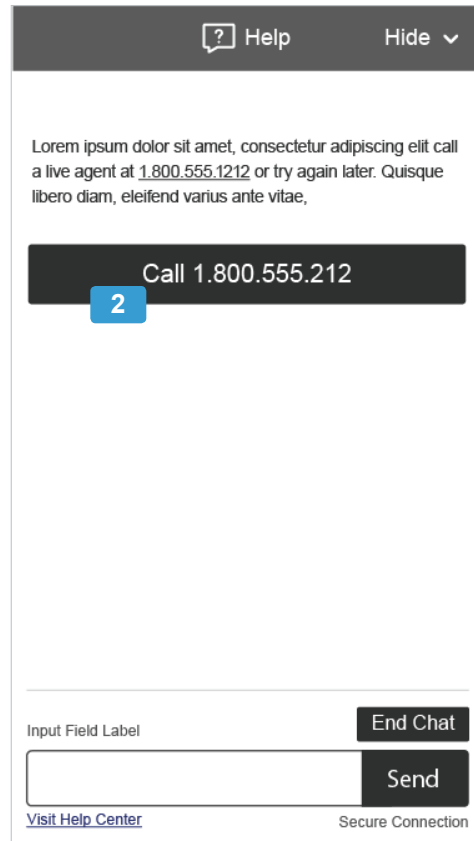 ? Help Hide
Lorem ipsum dolor sit amet, consectetur adipiscing elit call
a live agent at 1.800.555.1212 or try again later. Quisque
libero diam, eleifend varius ante vitae,
Call 1.800.555.212
2
Input Field Label
End Chat
Send
Visit Help Center
Secure Connection